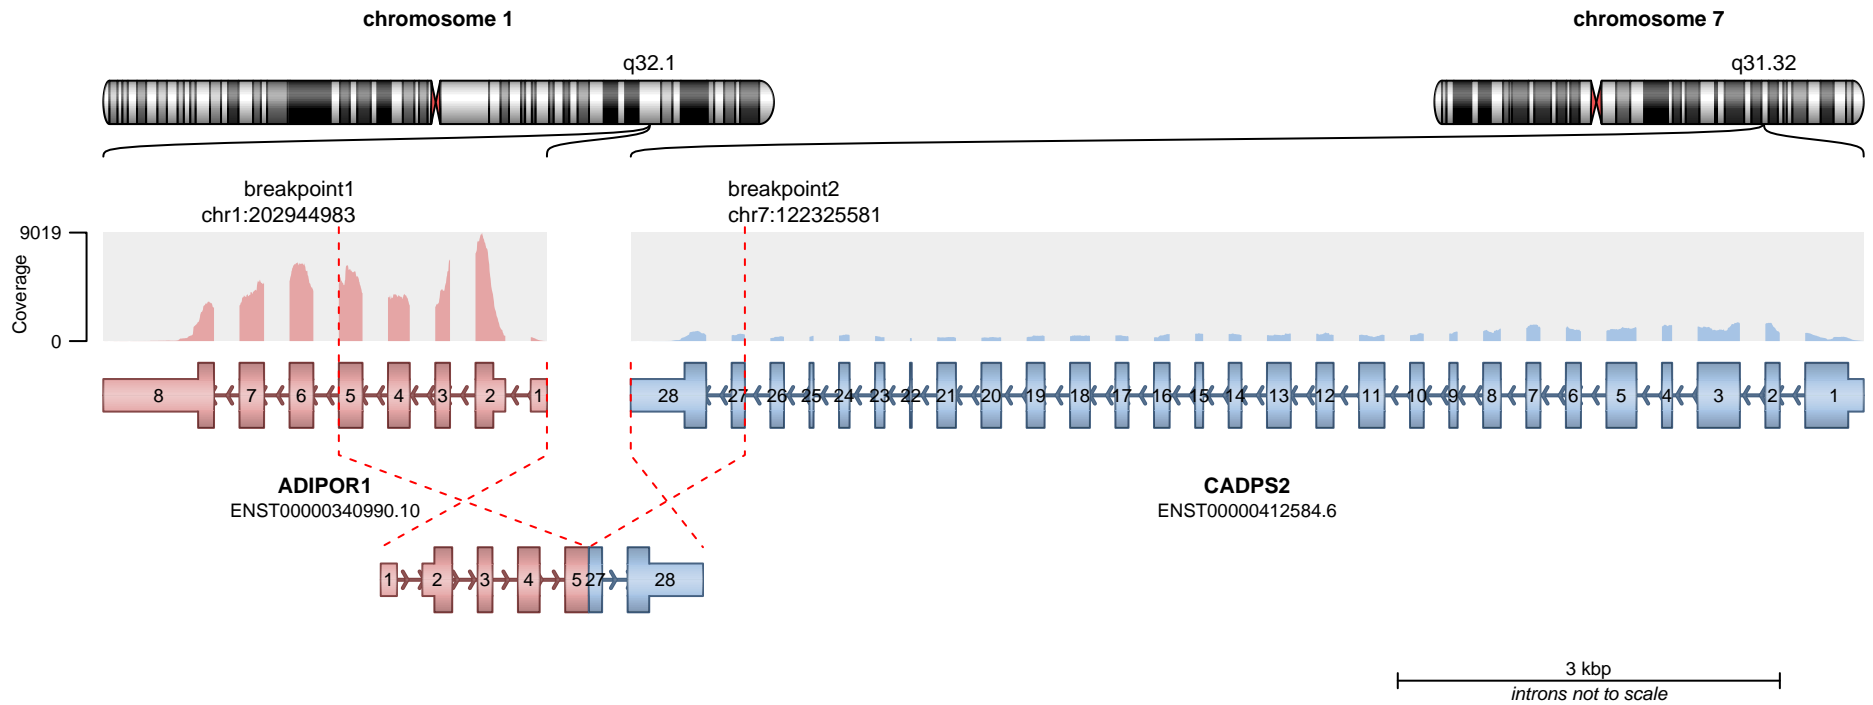 chromosome 1
chromosome 7
q32.1
q31.32
breakpoint1
chr1:202944983
breakpoint2
chr7:122325581
9019
Coverage
0
8 7 6 5 4 3 2 1
28 27 26 25 24 23 22 21 20 19 18 17 16 15 14 13 12 11 10 9 8 7 6 5 4 3 2 1
ADIPOR1
ENST00000340990.10
CADPS2
ENST00000412584.6
1 2 3 4 5 27 28
3 kbp
introns not to scale